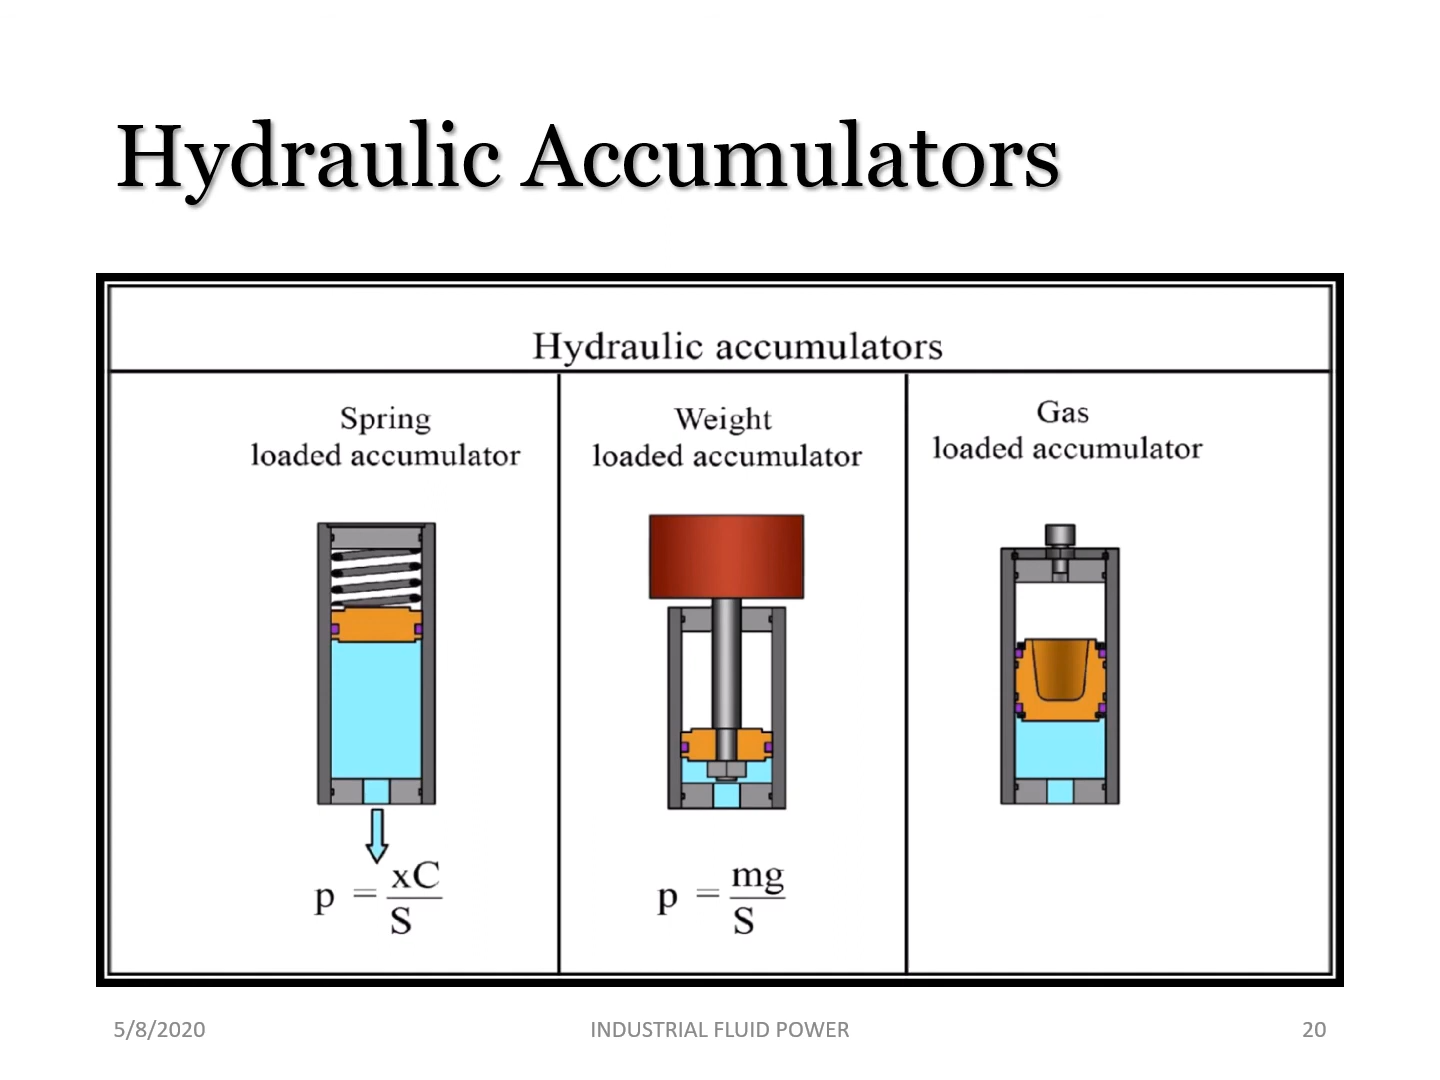 Hydraulic Accumulators
Hydraulic accumulators
Spring
loaded accumulator
p = xC
S
Weight
loaded accumulator
p = mg
S
Gas
loaded accumulator
5/8/2020
INDUSTRIAL FLUID POWER
20